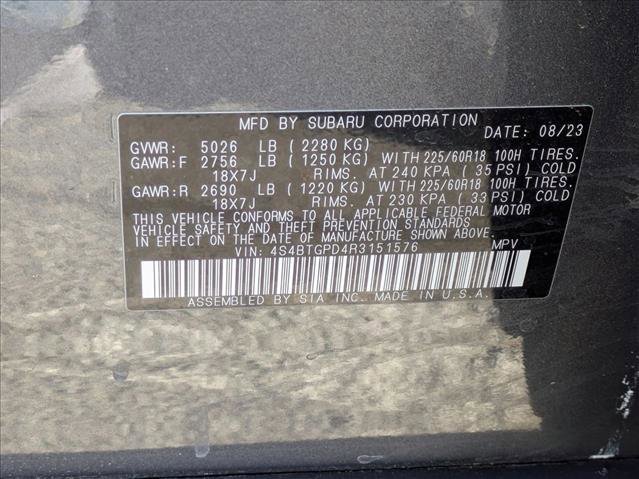 MFD BY SUBARU CORPORATION
DATE: 08/23
GVWR: 5026 LB ( 2280 KG)
GAWR:F 2756 LB ( 1250 KG) WITH 225/60R18 100H TIRES.
18X7J RIMS. AT 240 KPA ( 35 PSI) COLD
GAWR:R 2690 LB ( 1220 KG) WITH 225/60R18 100H TIRES.
18X7J RIMS. AT 230 KPA ( 33 PSI) COLD
THIS VEHICLE CONFORMS TO ALL APPLICABLE FEDERAL MOTOR
VEHICLE SAFETY AND THEFT PREVENTION STANDARDS
IN EFFECT ON THE DATE OF MANUFACTURE SHOWN ABOVE.
VIN: 4S4BTGPD4R3151576 MPV
ASSEMBLED BY SIA INC. MADE IN U.S.A.